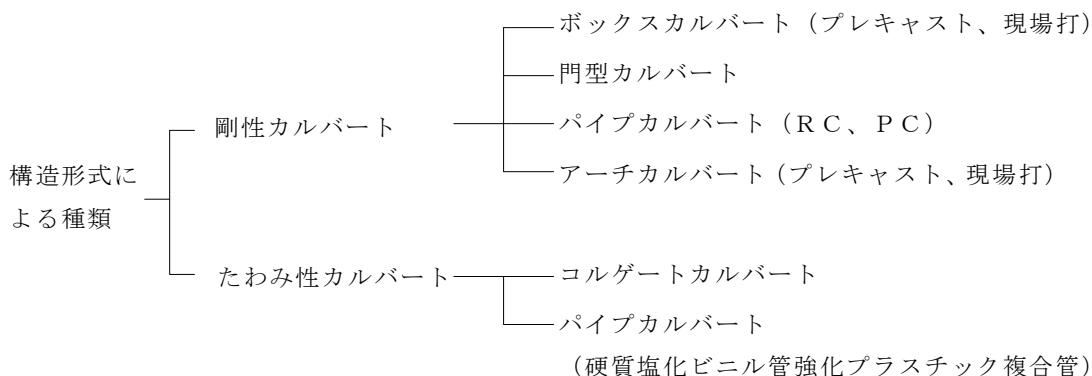 構造形式に
よる種類
剛性カルバート
ボックスカルバート（プレキャスト、現場打）
門型カルバート
パイプカルバート（ＲＣ、ＰＣ）
アーチカルバート（プレキャスト、現場打）
たわみ性カルバート
コルゲートカルバート
パイプカルバート
（硬質塩化ビニル管強化プラスチック複合管）